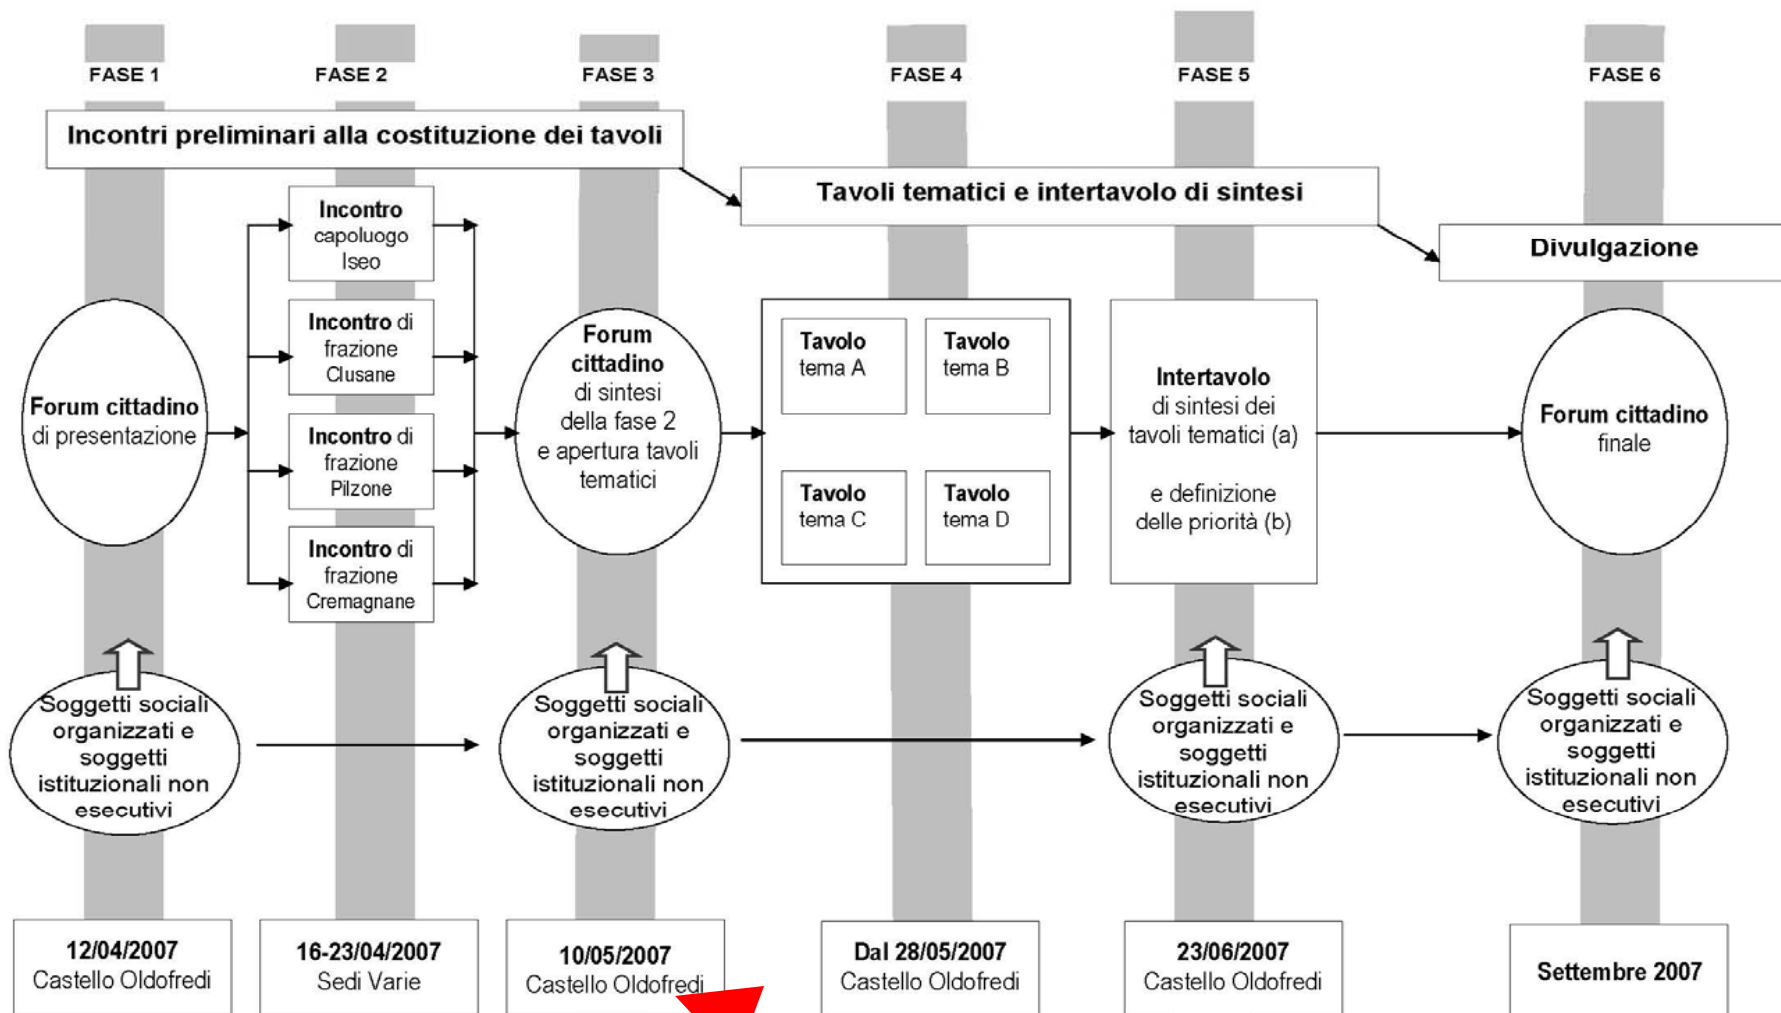 FASE 1
FASE 2
FASE 3
FASE 4
FASE 5
FASE 6
Incontri preliminari alla costituzione dei tavoli
Tavoli tematici e intertavolo di sintesi
Divulgazione
Forum cittadino
di presentazione
Incontro
capoluogo
Iseo
Incontro di
frazione
Clusane
Incontro di
frazione
Pilzone
Incontro di
frazione
Cremagnane
Forum
cittadino
di sintesi
della fase 2
e apertura tavoli
tematici
Tavolo
tema A
Tavolo
tema B
Tavolo
tema C
Tavolo
tema D
Intertavolo
di sintesi dei
tavoli tematici (a)
e definizione
delle priorità (b)
Forum cittadino
finale
Soggetti sociali
organizzati e
soggetti
istituzionali non
esecutivi
Soggetti sociali
organizzati e
soggetti
istituzionali non
esecutivi
Soggetti sociali
organizzati e
soggetti
istituzionali non
esecutivi
Soggetti sociali
organizzati e
soggetti
istituzionali non
esecutivi
12/04/2007
Castello Oldofredi
16-23/04/2007
Sedi Varie
10/05/2007
Castello Oldofredi
Dal 28/05/2007
Castello Oldofredi
23/06/2007
Castello Oldofredi
Settembre 2007